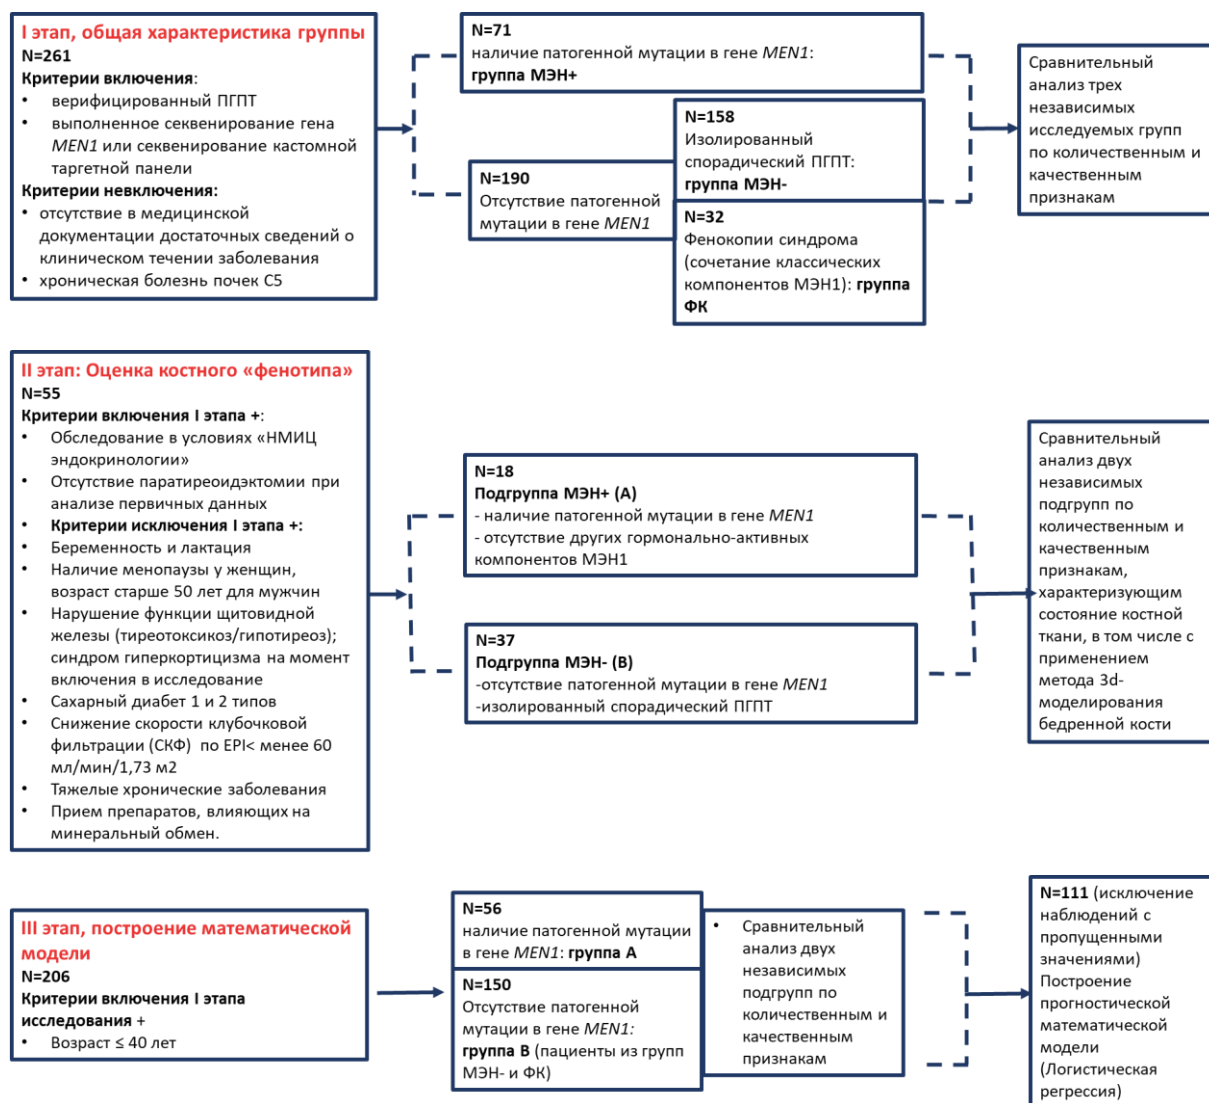 I этап, общая характеристика группы
N=261
Критерии включения:
• верифицированный ПГПТ
• выполненное секвенирование гена
MEN1 или секвенирование кастомной
таргетной панели
Критерии невключения:
• отсутствие в медицинской
документации достаточных сведений о
клиническом течении заболевания
• хроническая болезнь почек С5
N=71
наличие патогенной мутации в гене MEN1:
группа МЭН+
N=190
Отсутствие патогенной
мутации в гене MEN1
N=158
Изолированный
спорадический ПГПТ:
группа МЭН-
N=32
Фенокопии синдрома
(сочетание классических
компонентов МЭН1): группа
ФК
Сравнительный
анализ трех
независимых
исследуемых групп
по количественным и
качественным
признакам
II этап: Оценка костного «фенотипа»
N=55
Критерии включения I этапа +:
• Обследование в условиях «НМИЦ
эндокринологии»
• Отсутствие паратиреоидэктомии при
анализе первичных данных
• Критерии исключения I этапа +:
• Беременность и лактация
• Наличие менопаузы у женщин,
возраст старше 50 лет для мужчин
• Нарушение функции щитовидной
железы (тиреотоксикоз/гипотиреоз);
синдром гиперкортицизма на момент
включения в исследование
• Сахарный диабет 1 и 2 типов
• Снижение скорости клубочковой
фильтрации (СКФ) по EPI< менее 60
мл/мин/1,73 м2
• Тяжелые хронические заболевания
• Прием препаратов, влияющих на
минеральный обмен.
N=18
Подгруппа МЭН+ (А)
- наличие патогенной мутации в гене MEN1
- отсутствие других гормонально-активных
компонентов МЭН1
N=37
Подгруппа МЭН- (В)
-отсутствие патогенной мутации в гене MEN1
-изолированный спорадический ПГПТ
Сравнительный
анализ двух
независимых
подгрупп по
количественным и
качественным
признакам,
характеризующим
состояние костной
ткани, в том числе с
применением
метода 3d-
моделирования
бедренной кости
III этап, построение математической
модели
N=206
Критерии включения I этапа
исследования +
• Возраст ≤ 40 лет
N=56
наличие патогенной мутации
в гене MEN1: группа А
N=150
Отсутствие патогенной
мутации в гене MEN1:
группа В (пациенты из групп
МЭН- и ФК)
• Сравнительный
анализ двух
независимых
подгрупп по
количественным и
качественным
признакам
N=111 (исключение
наблюдений с
пропущенными
значениями)
Построение
прогностической
математической
модели
(Логистическая
регрессия)